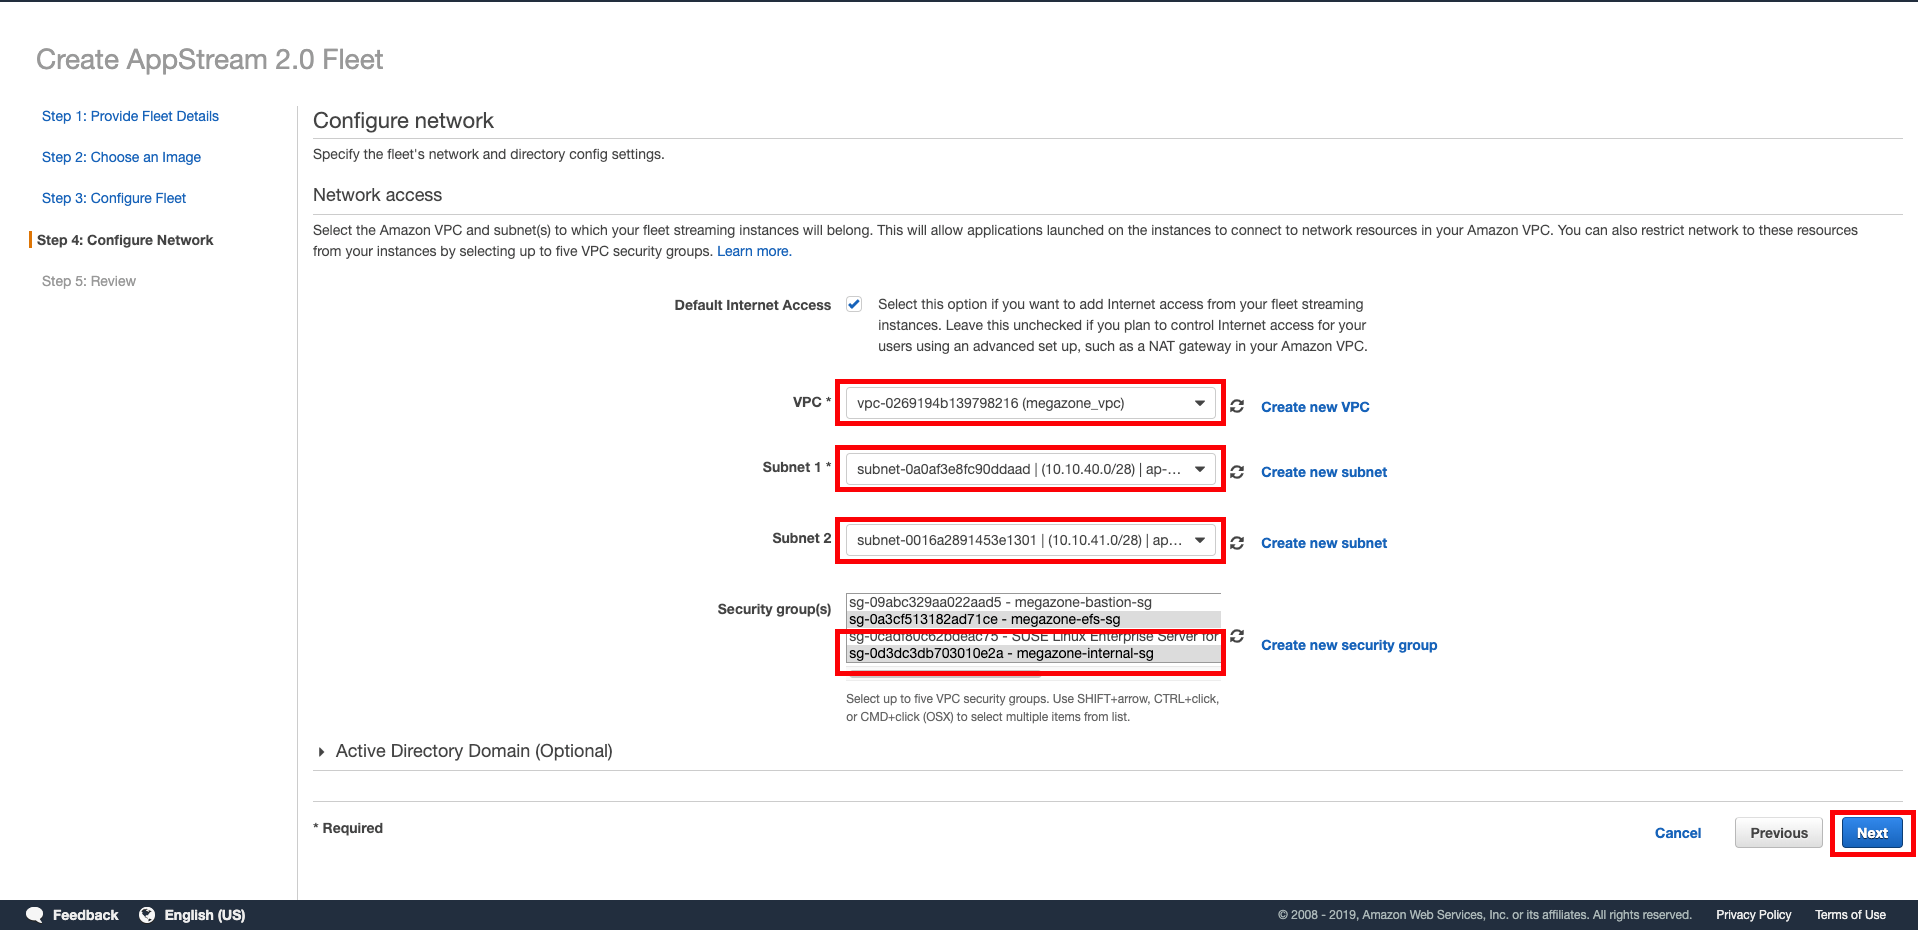 Create AppStream 2.0 Fleet
Step 1: Provide Fleet Details
Step 2: Choose an Image
Step 3: Configure Fleet
Step 4: Configure Network
Step 5: Review
Configure network
Specify the fleet's network and directory config settings.
Network access
Select the Amazon VPC and subnet(s) to which your fleet streaming instances will belong. This will allow applications launched on the instances to connect to network resources in your Amazon VPC. You can also restrict network to these resources
from your instances by selecting up to five VPC security groups. Learn more.
Default Internet Access
Select this option if you want to add Internet access from your fleet streaming
instances. Leave this unchecked if you plan to control Internet access for your
users using an advanced set up, such as a NAT gateway in your Amazon VPC.
VPC * vpc-0269194b139798216 (megazone_vpc) Create new VPC
Subnet 1 * subnet-0a0af3e8fc90ddaad | (10.10.40.0/28) | ap-... Create new subnet
Subnet 2 subnet-0016a2891453e1301 | (10.10.41.0/28) | ap... Create new subnet
Security group(s)
sg-09abc329aa022aad5 - megazone-bastion-sg
sg-0a3cf513182ad71ce - megazone-efs-sg
sg-0cadf80c62bdeac75 - SUSE Linux Enterprise Server for
sg-0d3dc3db703010e2a - megazone-internal-sg
Create new security group
Select up to five VPC security groups. Use SHIFT+arrow, CTRL+click,
or CMD+click (OSX) to select multiple items from list.
Active Directory Domain (Optional)
* Required
Cancel Previous Next
Feedback English (US) © 2008 - 2019, Amazon Web Services, Inc. or its affiliates. All rights reserved. Privacy Policy Terms of Use